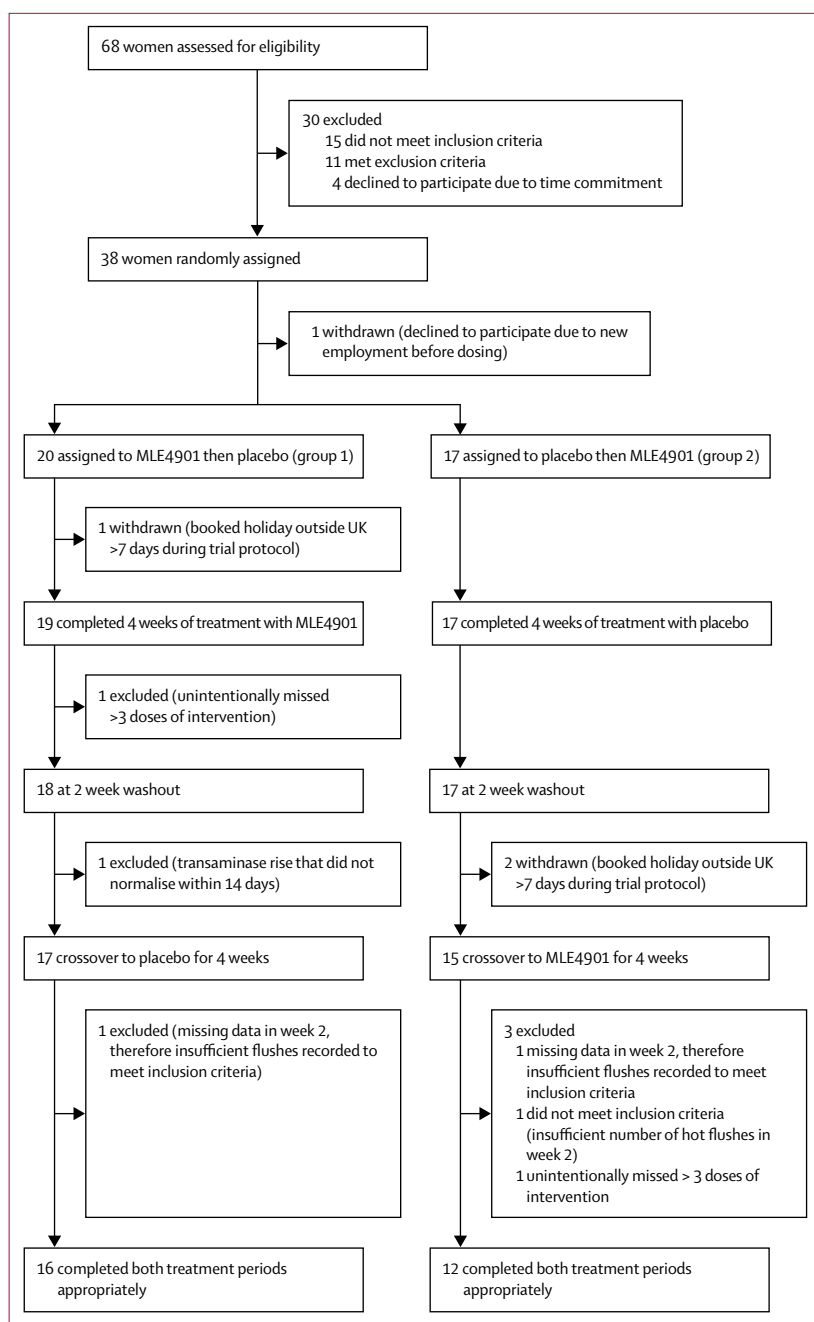 68 women assessed for eligibility
30 excluded
15 did not meet inclusion criteria
11 met exclusion criteria
4 declined to participate due to time commitment
38 women randomly assigned
1 withdrawn (declined to participate due to new
employment before dosing)
20 assigned to MLE4901 then placebo (group 1)
17 assigned to placebo then MLE4901 (group 2)
1 withdrawn (booked holiday outside UK
>7 days during trial protocol)
19 completed 4 weeks of treatment with MLE4901
17 completed 4 weeks of treatment with placebo
1 excluded (unintentionally missed
>3 doses of intervention)
18 at 2 week washout
17 at 2 week washout
1 excluded (transaminase rise that did not
normalise within 14 days)
2 withdrawn (booked holiday outside UK
>7 days during trial protocol)
17 crossover to placebo for 4 weeks
15 crossover to MLE4901 for 4 weeks
1 excluded (missing data in week 2,
therefore insufficient flushes recorded to
meet inclusion criteria)
3 excluded
1 missing data in week 2, therefore
insufficient flushes recorded to meet
inclusion criteria
1 did not meet inclusion criteria
(insufficient number of hot flushes in
week 2)
1 unintentionally missed > 3 doses of
intervention
16 completed both treatment periods
appropriately
12 completed both treatment periods
appropriately